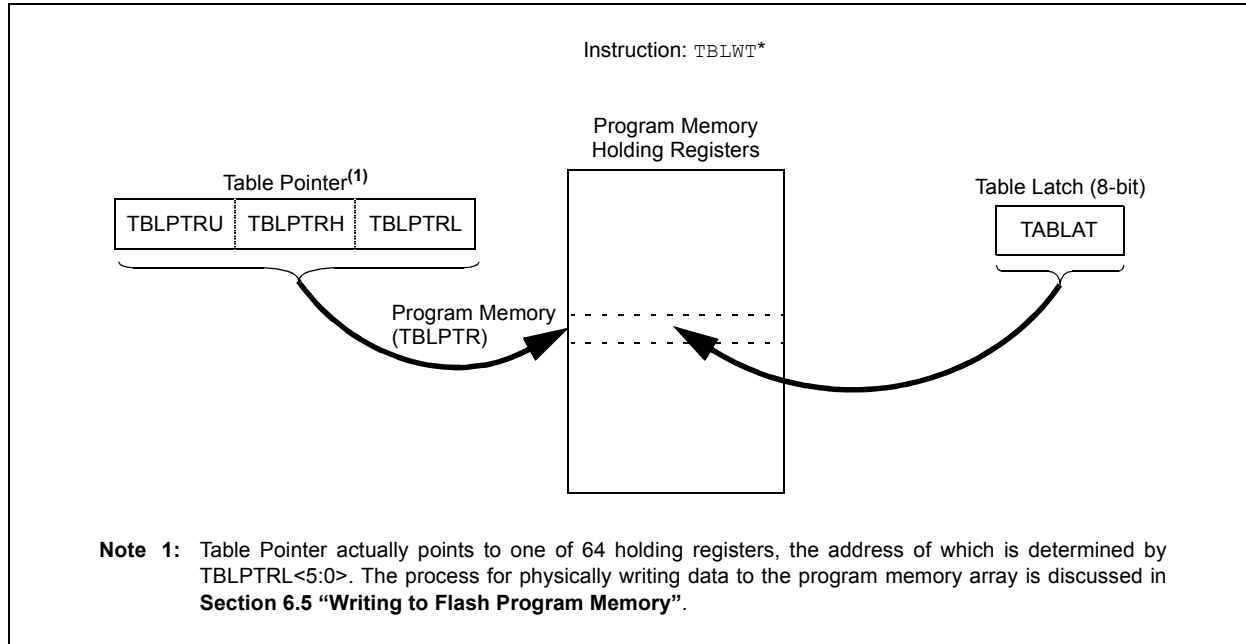 Instruction: TBLWT*
Program Memory
Holding Registers
Table Pointer(1)
Table Latch (8-bit)
TBLPTRU TBLPTRH TBLPTRL
TABLAT
Program Memory
(TBLPTR)
Note 1: Table Pointer actually points to one of 64 holding registers, the address of which is determined by
TBLPTRL<5:0>. The process for physically writing data to the program memory array is discussed in
Section 6.5 “Writing to Flash Program Memory”.